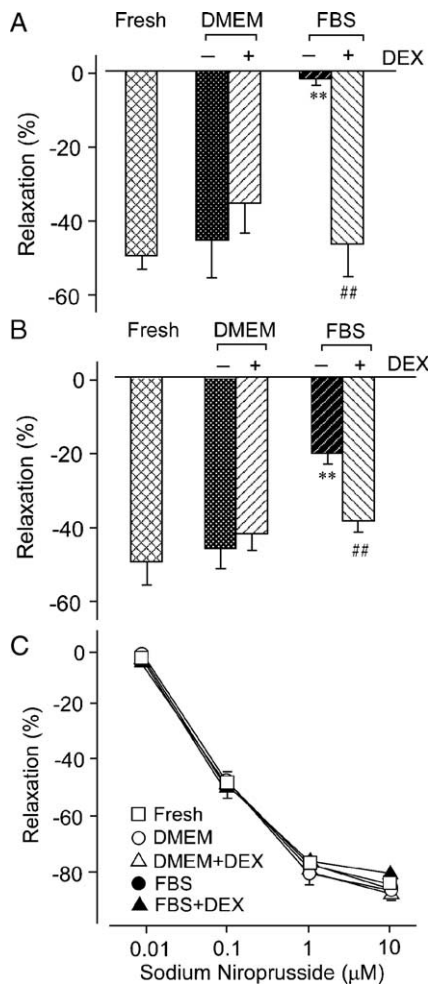 A
Fresh DMEM FBS
− + − + DEX
0
-20
-40
-60
Relaxation (%)
**
##
B
Fresh DMEM FBS
− + − + DEX
0
-20
-40
-60
Relaxation (%)
**
##
C
0
-20
-40
-60
-80
Relaxation (%)
Fresh
DMEM
DMEM+DEX
FBS
FBS+DEX
0.01 0.1 1 10
Sodium Niroprusside (μM)